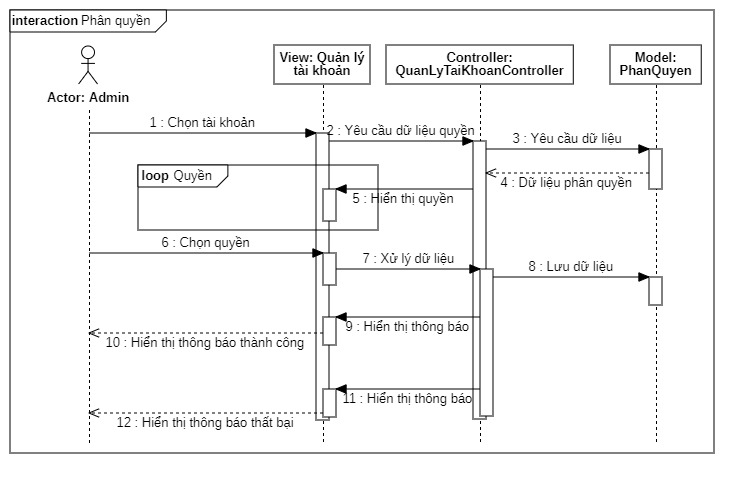 interaction Phân quyền
Actor: Admin
View: Quản lý
tài khoản
Controller:
QuanLyTaiKhoanController
Model:
PhanQuyen
1 : Chọn tài khoản
2 : Yêu cầu dữ liệu quyền
3 : Yêu cầu dữ liệu
4 : Dữ liệu phân quyền
loop Quyền
5 : Hiển thị quyền
6 : Chọn quyền
7 : Xử lý dữ liệu
8 : Lưu dữ liệu
9 : Hiển thị thông báo
10 : Hiển thị thông báo thành công
11 : Hiển thị thông báo
12 : Hiển thị thông báo thất bại